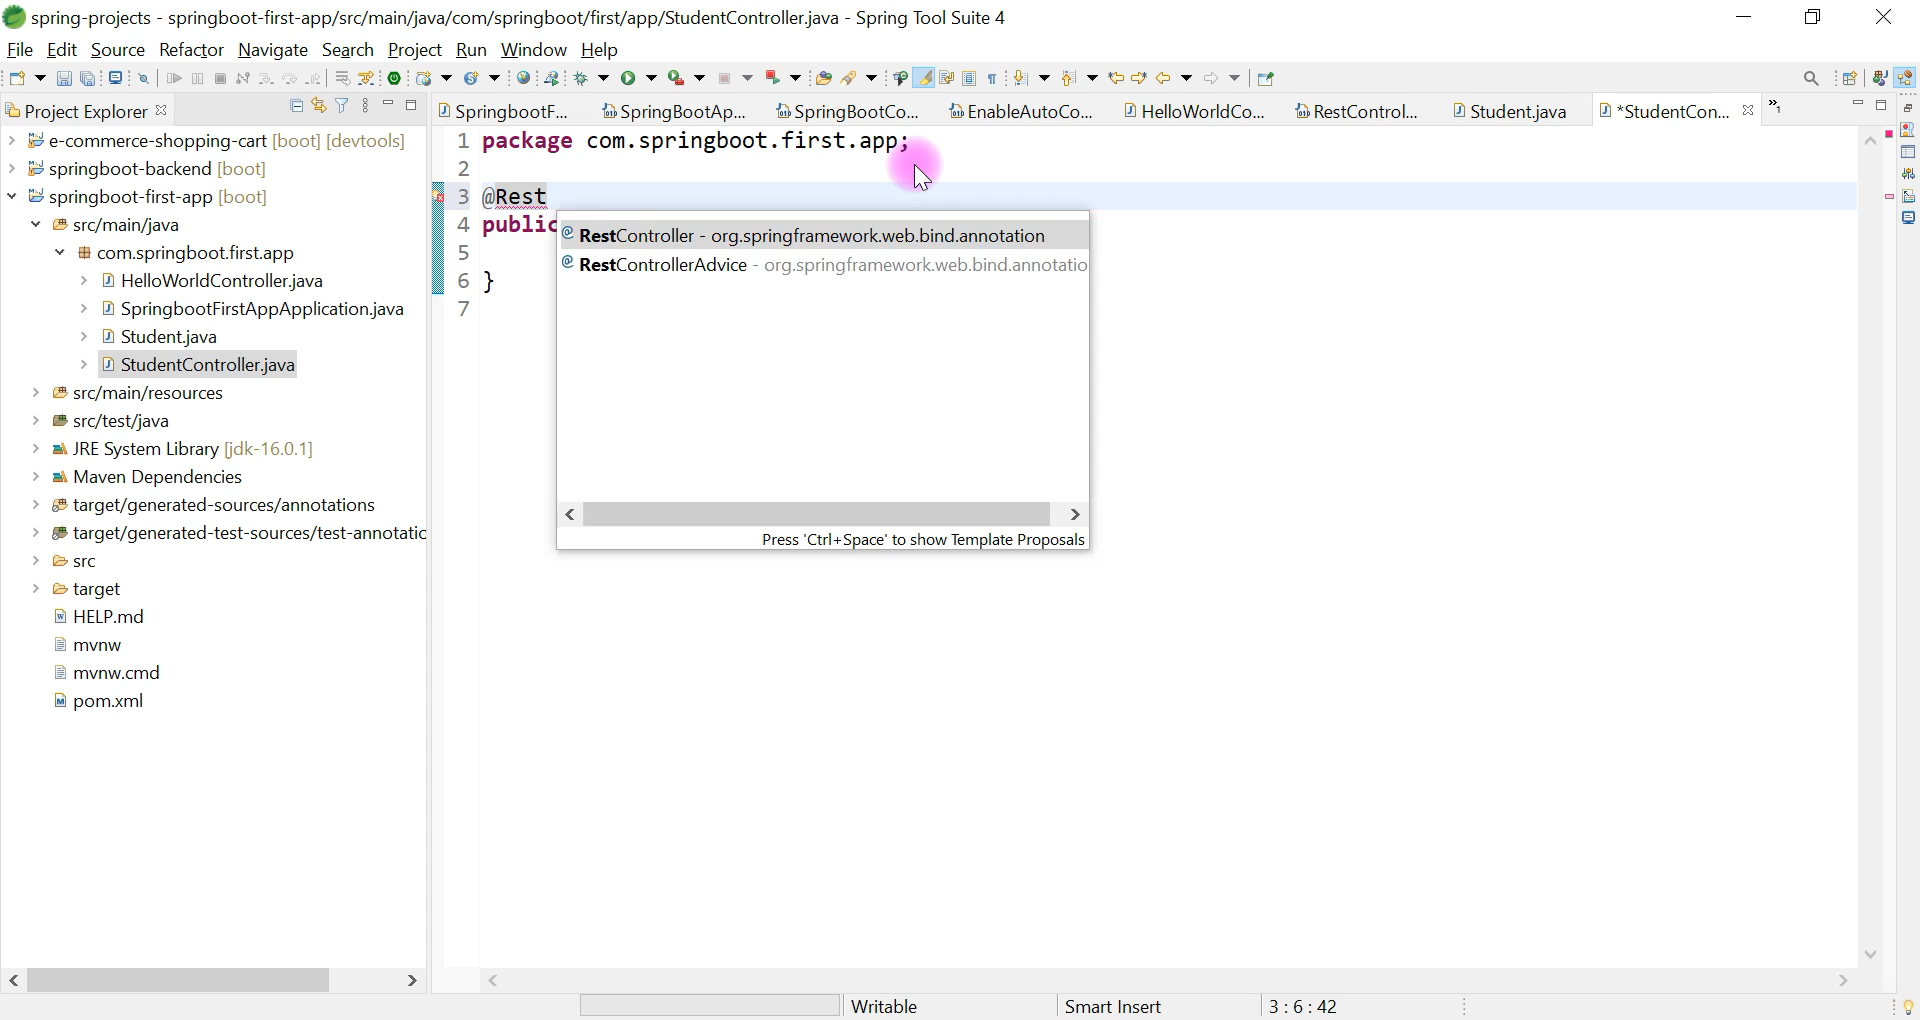 spring-projects - springboot-first-app/src/main/java/com/springboot/first/app/StudentController.java - Spring Tool Suite 4
File Edit Source Refactor Navigate Search Project Run Window Help
Project Explorer
SpringbootF... SpringBootAp... SpringBootCo... EnableAutoCo... HelloWorldCo... RestControl... Student.java *StudentCon... »1
e-commerce-shopping-cart [boot] [devtools]
springboot-backend [boot]
springboot-first-app [boot]
src/main/java
com.springboot.first.app
HelloWorldController.java
SpringbootFirstAppApplication.java
Student.java
StudentController.java
src/main/resources
src/test/java
JRE System Library [jdk-16.0.1]
Maven Dependencies
target/generated-sources/annotations
target/generated-test-sources/test-annotatic
src
target
HELP.md
mvnw
mvnw.cmd
pom.xml
1 package com.springboot.first.app;
2
3 @Rest
4 public
5
6 }
7
RestController - org.springframework.web.bind.annotation
RestControllerAdvice - org.springframework.web.bind.annotatio
Press 'Ctrl+Space' to show Template Proposals
Writable Smart Insert 3 : 6 : 42